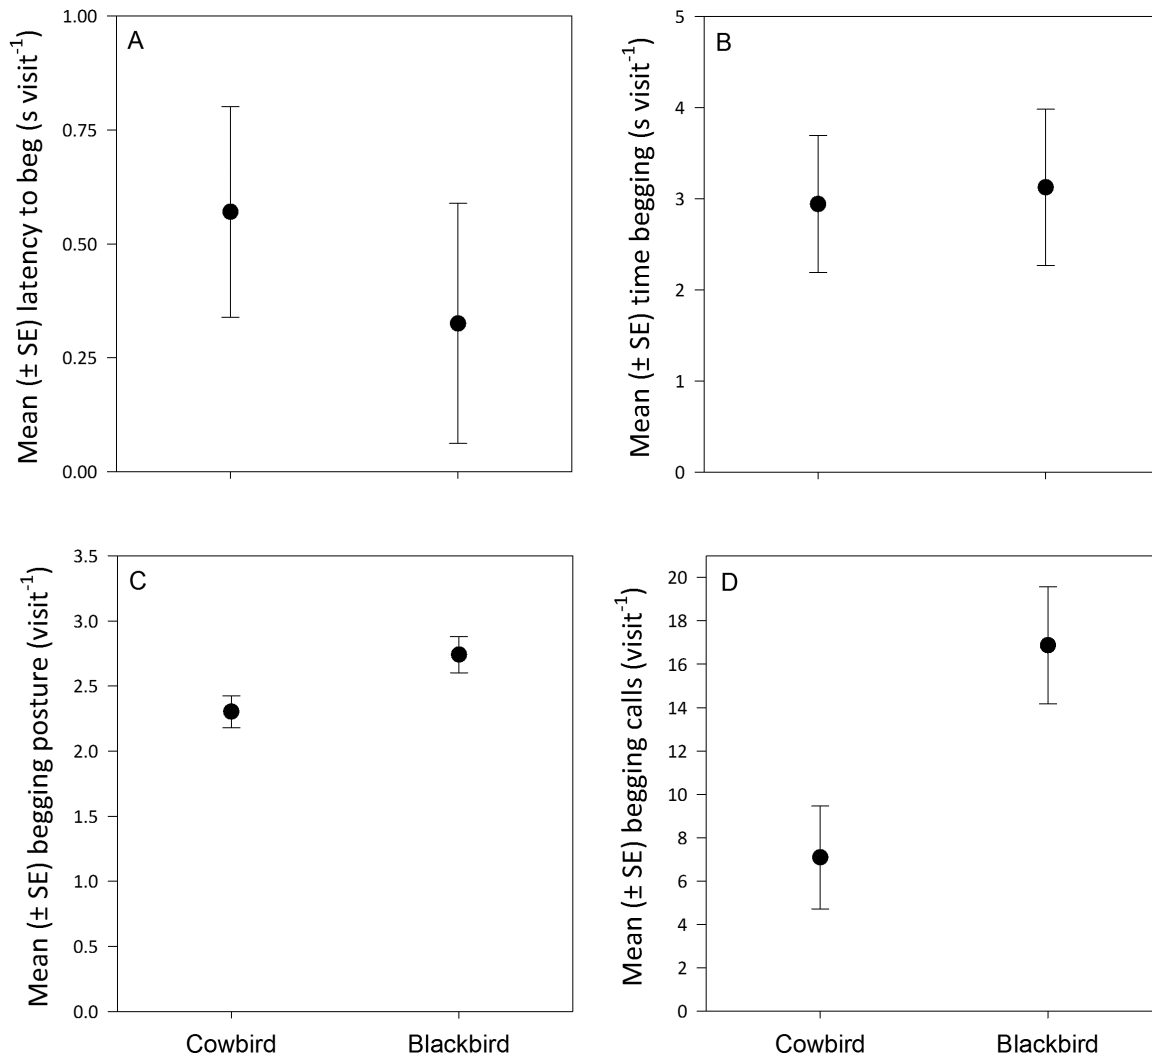 Mean (± SE) latency to beg (s visit⁻¹)
1.00
0.75
0.50
0.25
0.00
A
Mean (± SE) time begging (s visit⁻¹)
5
4
3
2
1
0
B
Mean (± SE) begging posture (visit⁻¹)
3.5
3.0
2.5
2.0
1.5
1.0
0.5
0.0
C
Cowbird
Blackbird
Mean (± SE) begging calls (visit⁻¹)
20
18
16
14
12
10
8
6
4
2
0
D
Cowbird
Blackbird